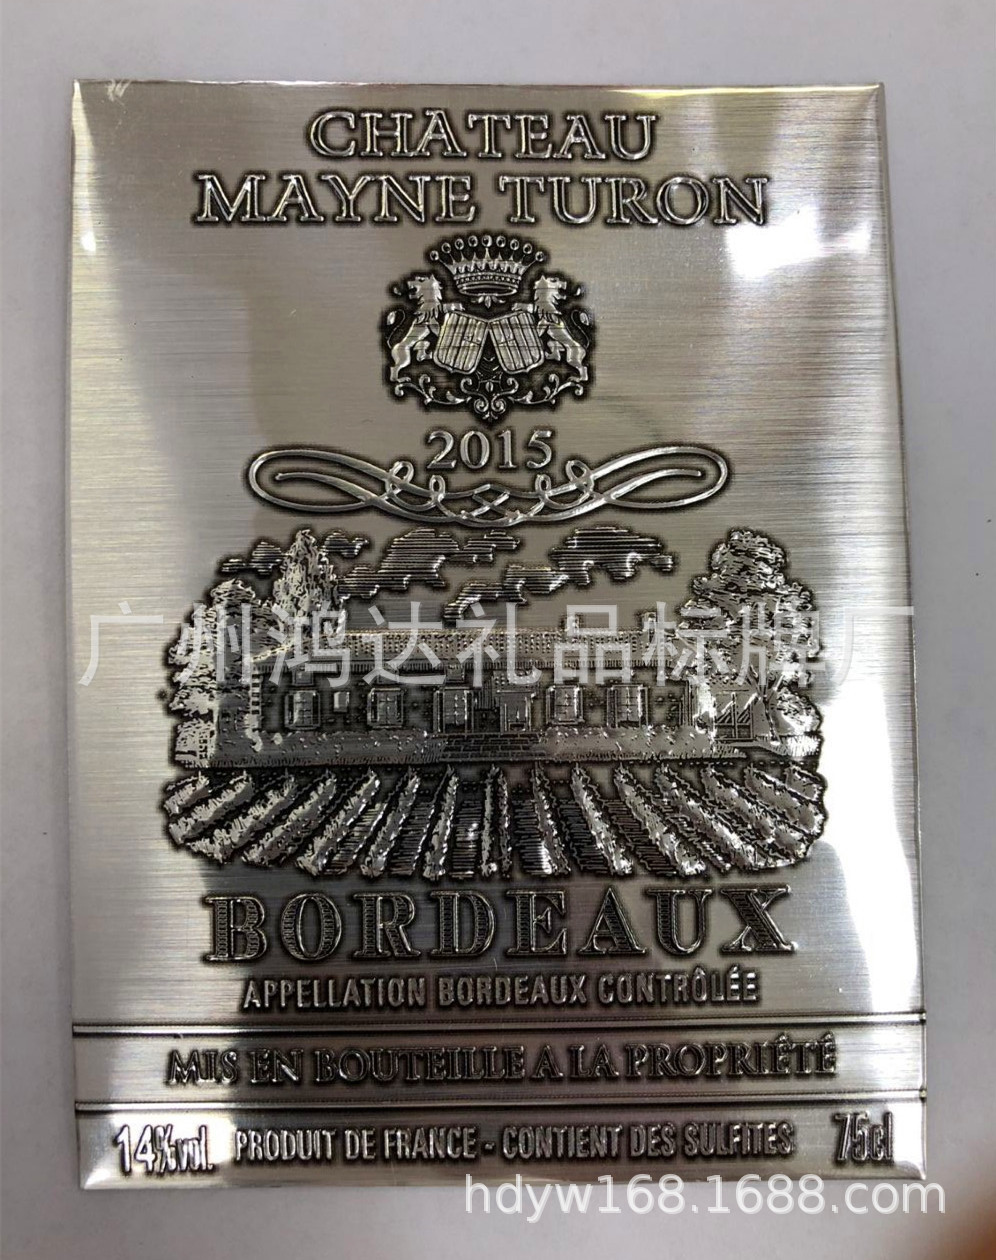 CHATEAU
MAYNE TURON
2015
广州鸿达礼品标牌厂
BORDEAUX
APPELLATION BORDEAUX CONTRÔLÉE
MIS EN BOUTEILLE A LA PROPRIÉTÉ
14%vol. PRODUIT DE FRANCE - CONTIENT DES SULFITES 75cl
hdyw168.1688.com